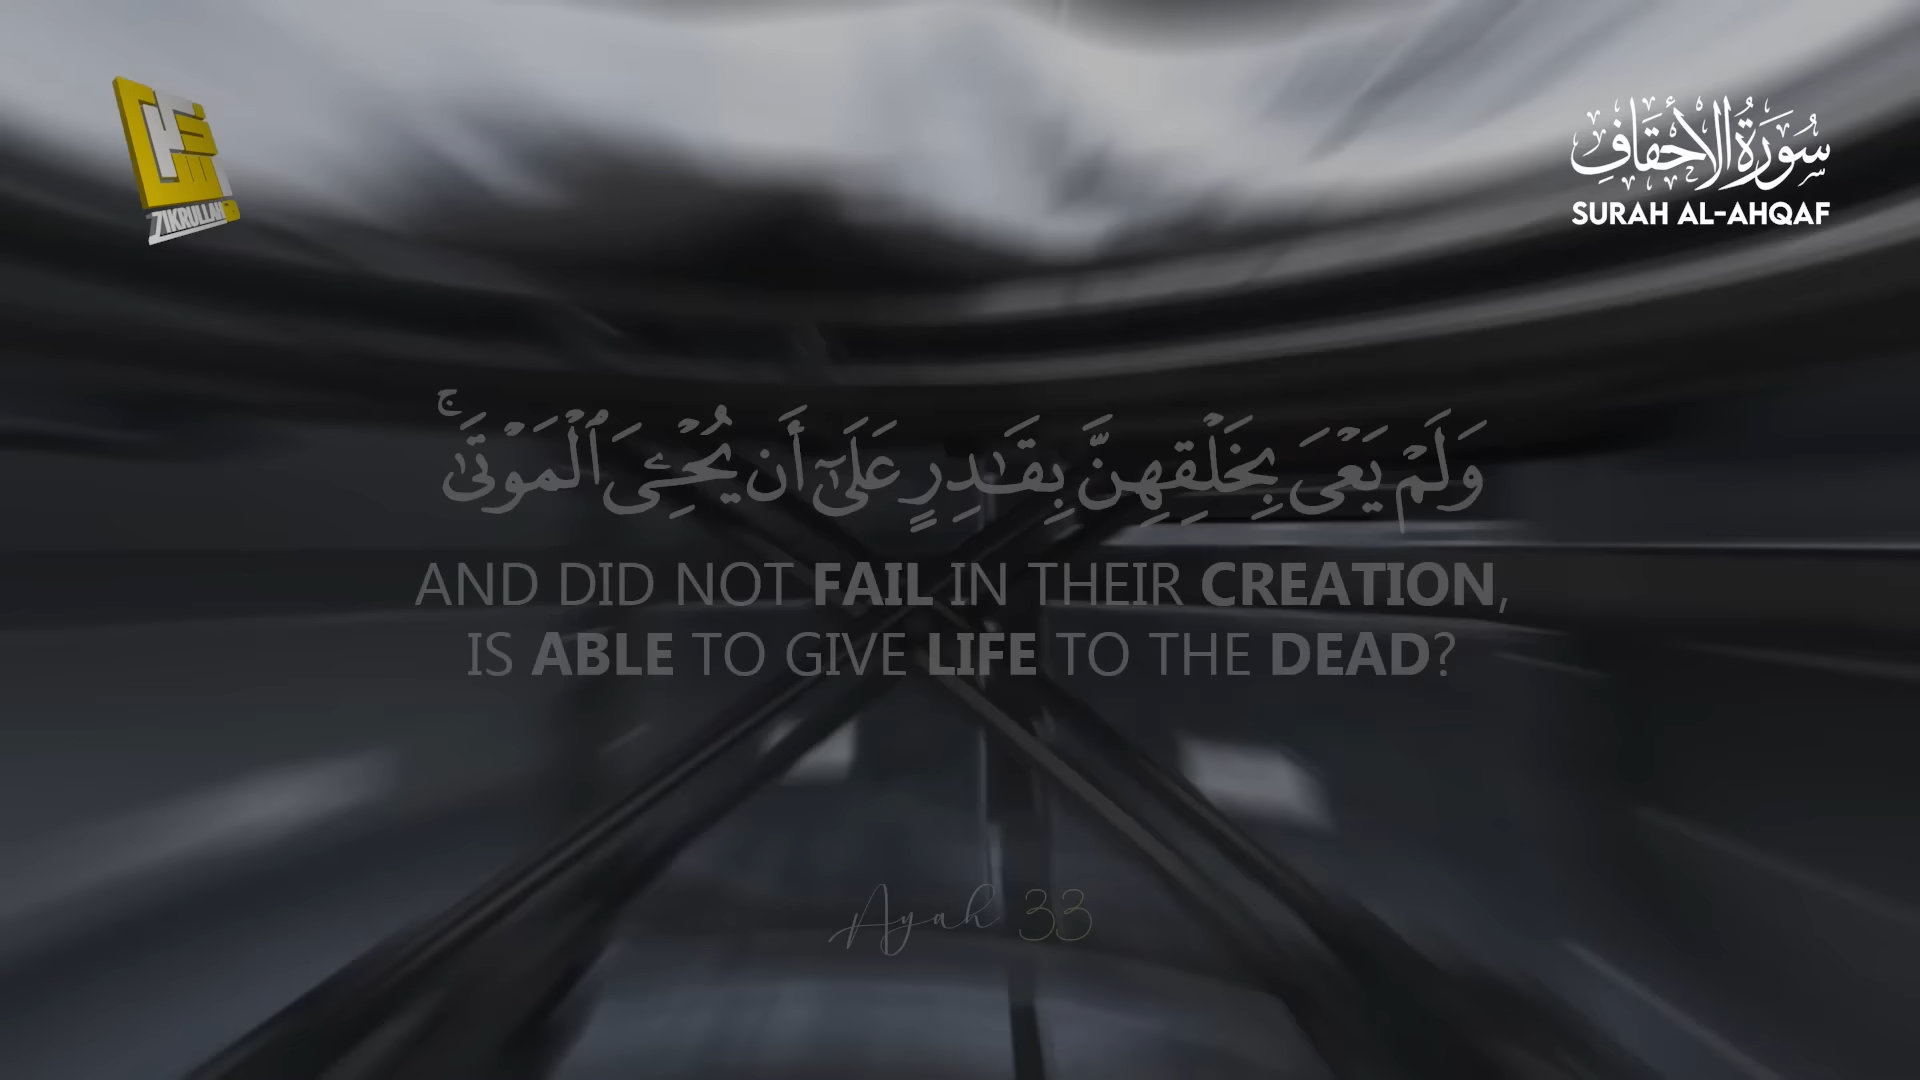 ZIKRULLAH
سُورَةُ الأَحْقَافِ
SURAH AL-AHQAF
وَلَمْ يَعْىَ بِخَلْقِهِنَّ بِقَـٰدِرٍ عَلَىٰٓ أَن يُحْـِۧىَ ٱلْمَوْتَىٰ ۚ
AND DID NOT FAIL IN THEIR CREATION,
IS ABLE TO GIVE LIFE TO THE DEAD?
Ayah 33